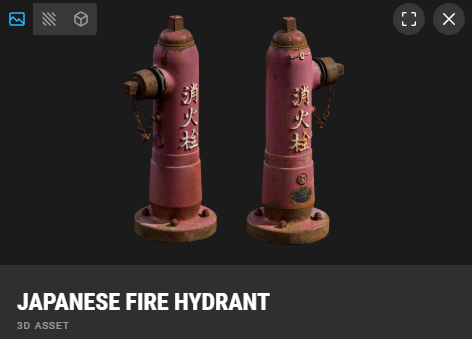 消火栓
消火栓
JAPANESE FIRE HYDRANT
3D ASSET